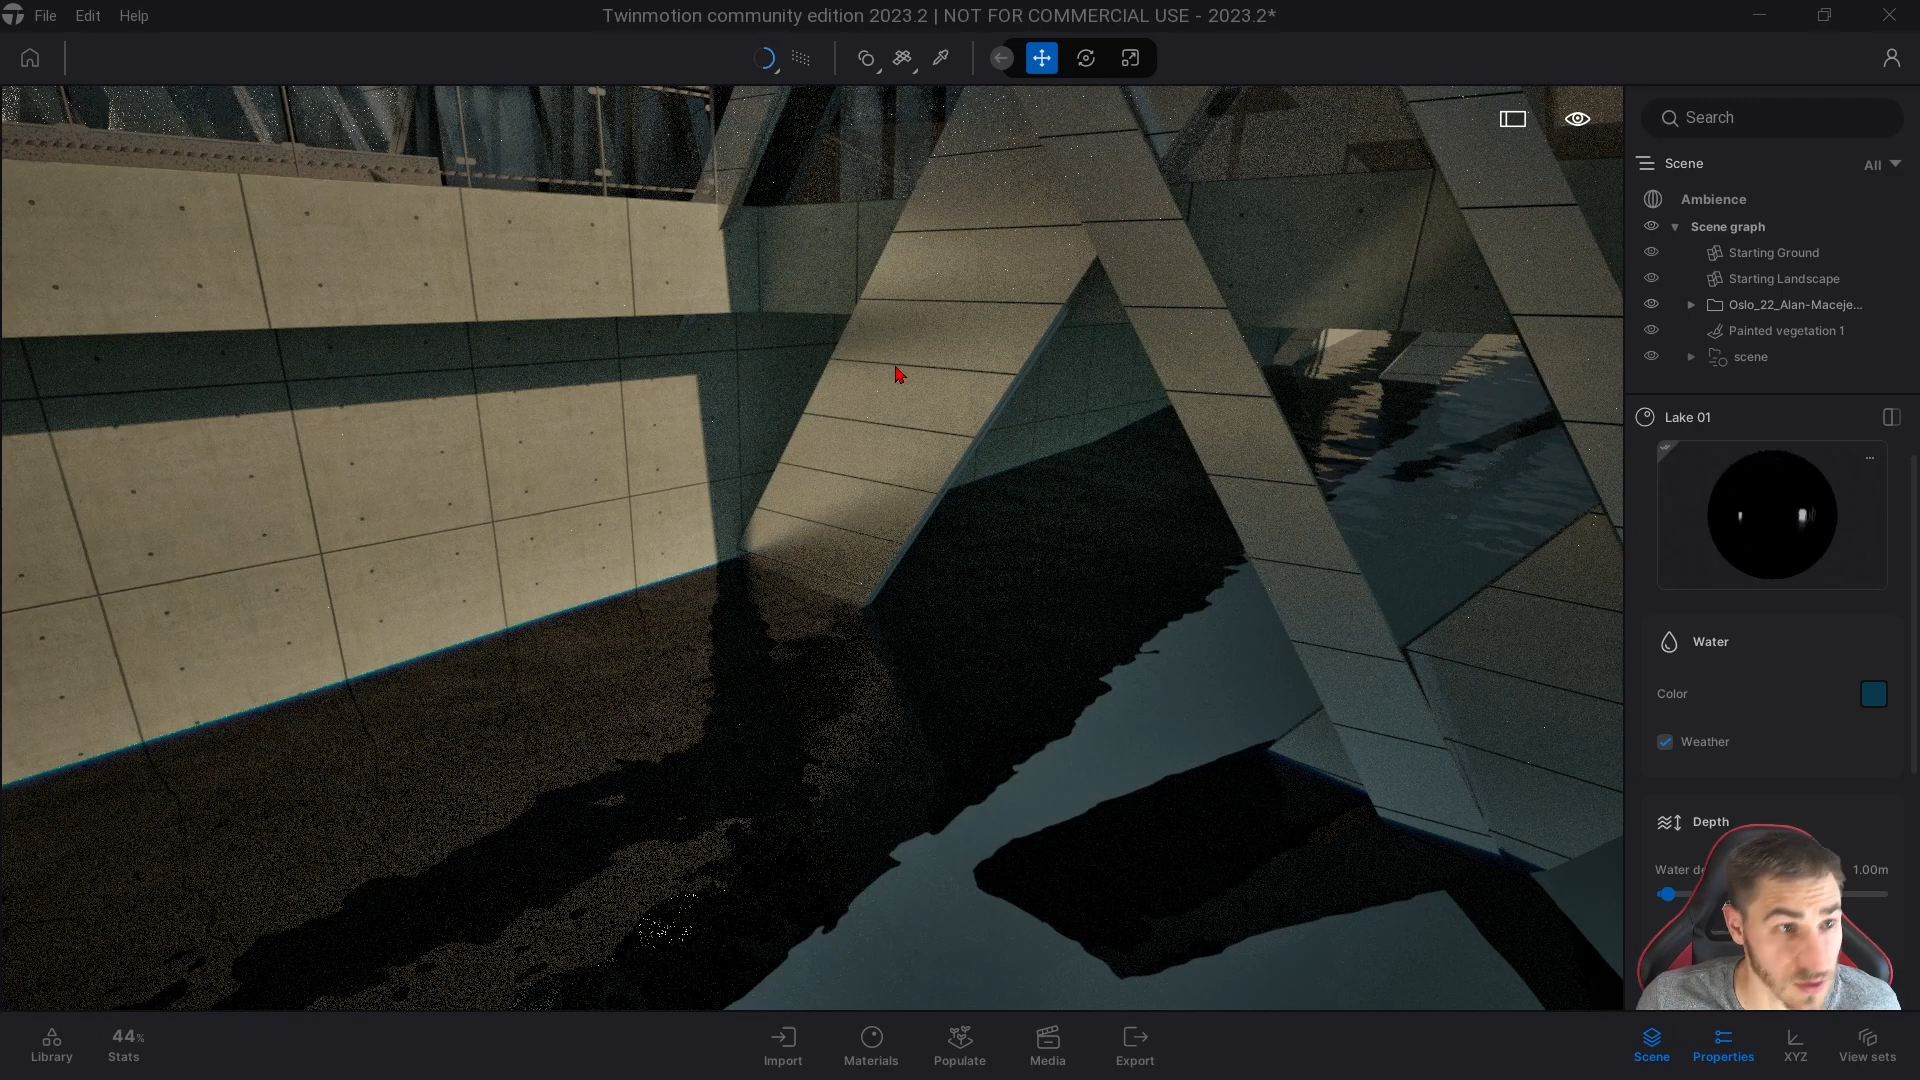 File Edit Help
Twinmotion community edition 2023.2 | NOT FOR COMMERCIAL USE - 2023.2*
Search
Scene
All
Ambience
Scene graph
Starting Ground
Starting Landscape
Oslo_22_Alan-Maceje...
Painted vegetation 1
scene
Lake 01
...
Water
Color
Weather
Depth
Water de
1.00m
44%
Library
Stats
Import
Materials
Populate
Media
Export
Scene
Properties
XYZ
View sets